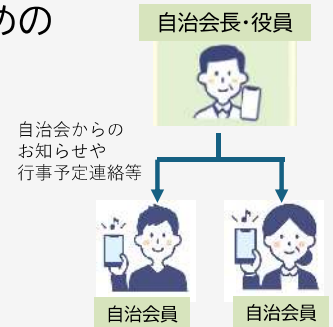 めの
自治会長・役員
自治会からの
お知らせや
行事予定連絡等
自治会員
自治会員